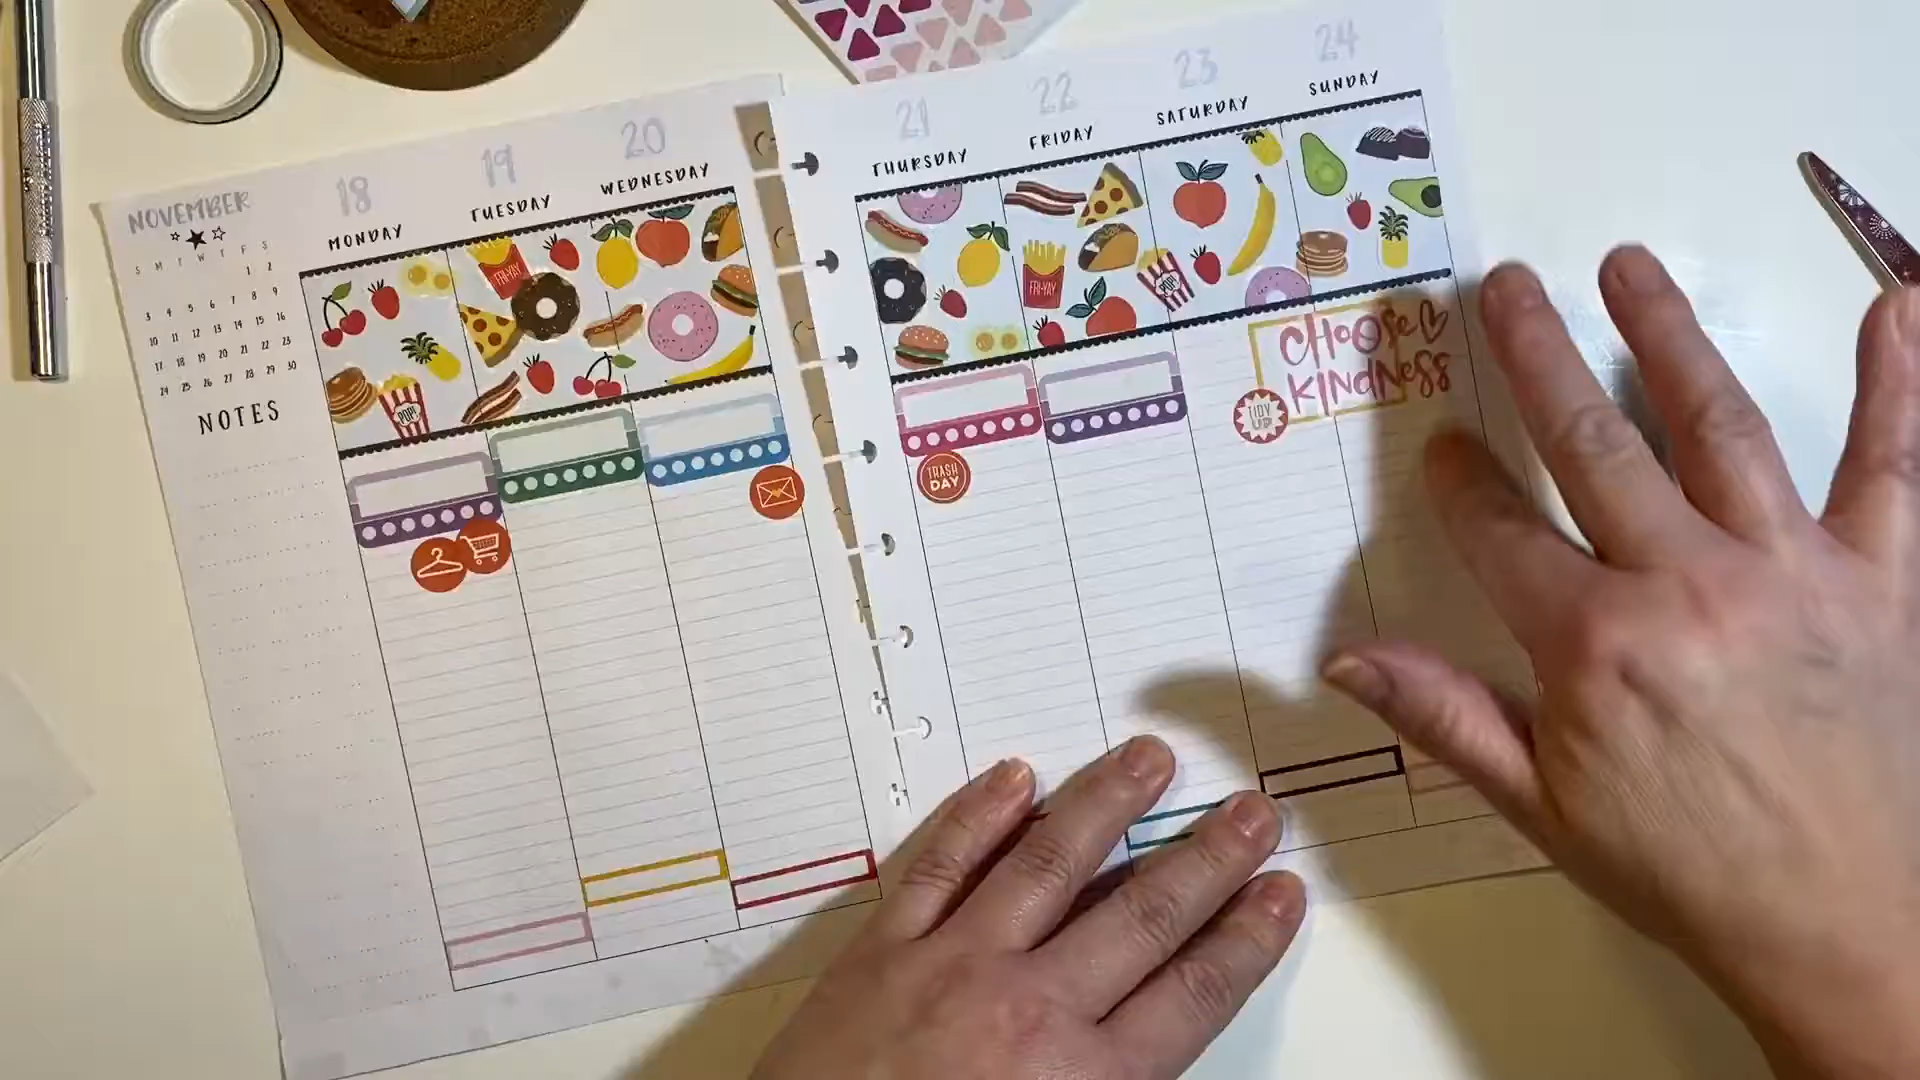 NOVEMBER
S M T W T F S
1 2
3 4 5 6 7 8 9
10 11 12 13 14 15 16
17 18 19 20 21 22 23
24 25 26 27 28 29 30
NOTES
18
MONDAY
19
TUESDAY
20
WEDNESDAY
21
THURSDAY
22
FRIDAY
23
SATURDAY
24
SUNDAY
FRI-YAY
POP!
FRI-YAY
POP!
TRASH
DAY
CHOOSE
KINDNESS
TIDY
UP